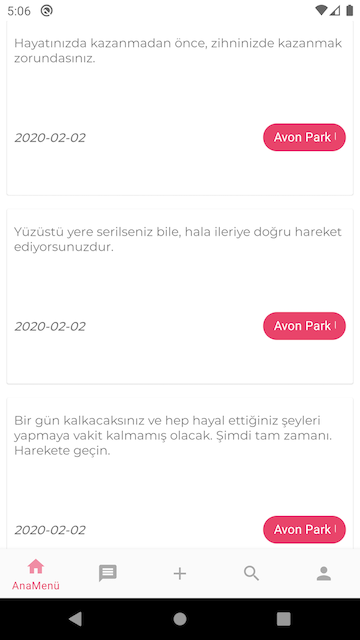 5:06
Hayatınızda kazanmadan önce, zihninizde kazanmak
zorundasınız.
2020-02-02
Avon Park
Yüzüstü yere serilseniz bile, hala ileriye doğru hareket
ediyorsunuzdur.
2020-02-02
Avon Park
Bir gün kalkacaksınız ve hep hayal ettiğiniz şeyleri
yapmaya vakit kalmamış olacak. Şimdi tam zamanı.
Harekete geçin.
2020-02-02
Avon Park
AnaMenü